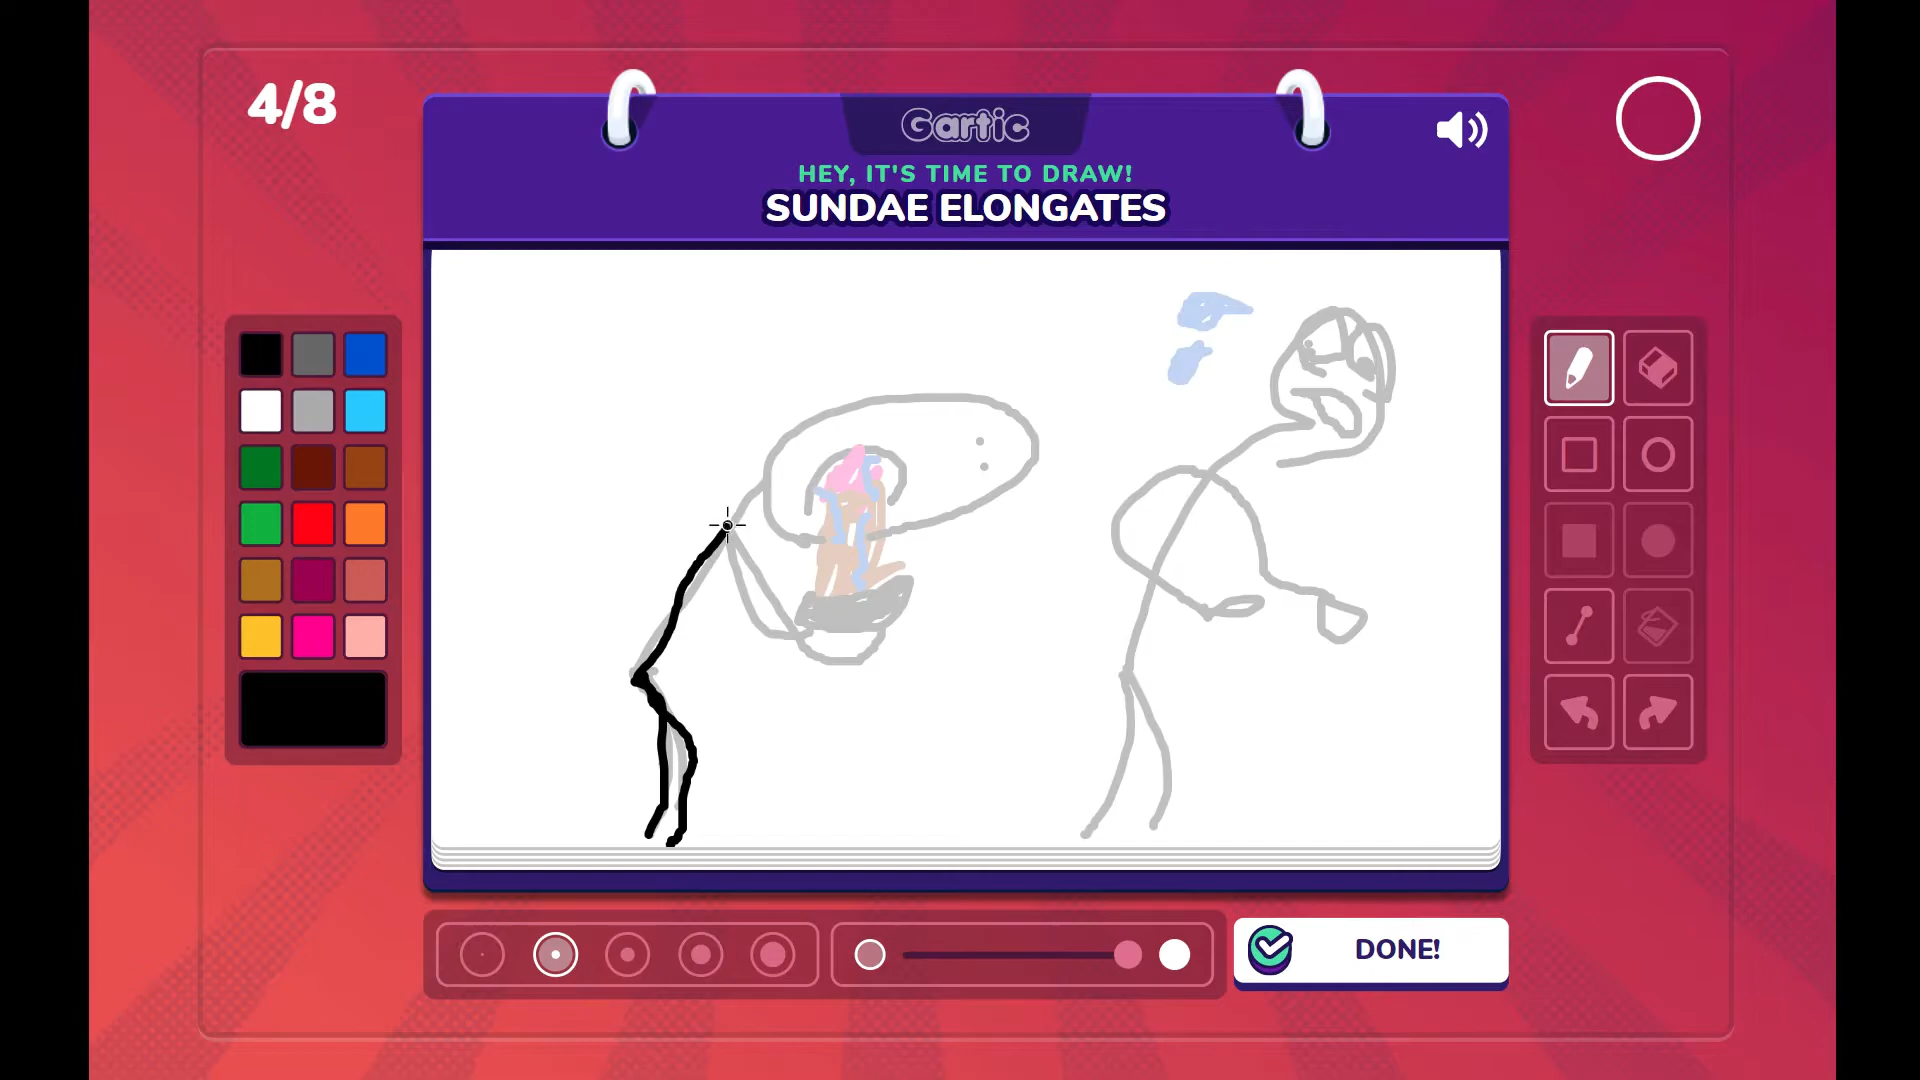 4/8
Gartic
HEY, IT'S TIME TO DRAW!
SUNDAE ELONGATES
DONE!